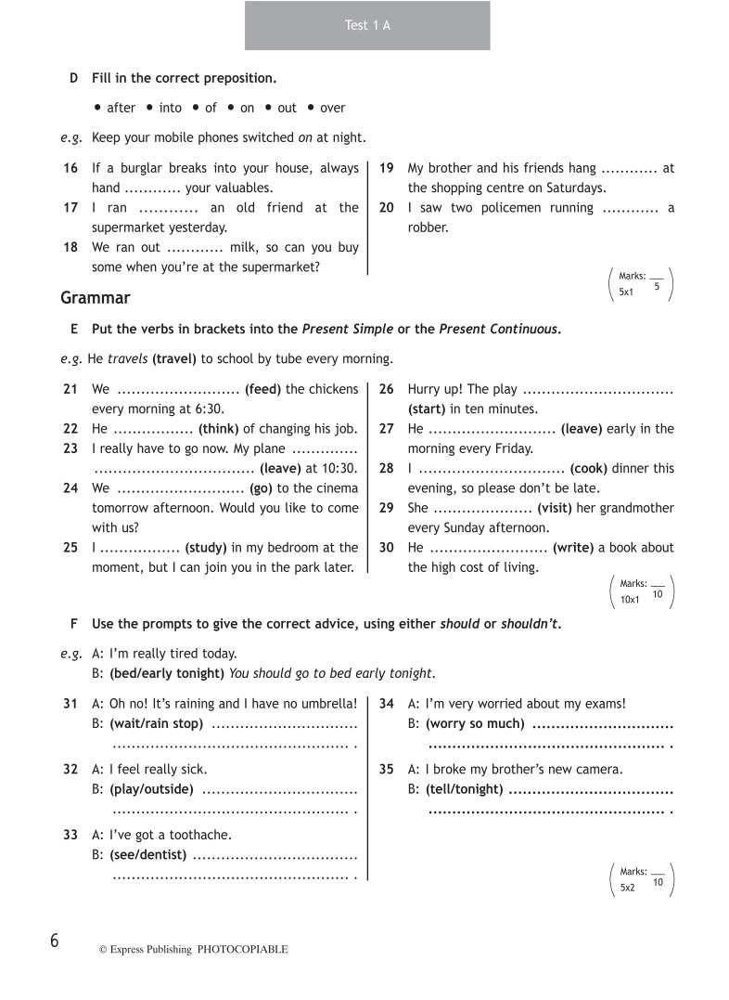 Test 1 A
D Fill in the correct preposition.
• after • into • of • on • out • over
e.g. Keep your mobile phones switched on at night.
16 If a burglar breaks into your house, always
hand ............ your valuables.
17 I ran ............ an old friend at the
supermarket yesterday.
18 We ran out ............ milk, so can you buy
some when you're at the supermarket?
19 My brother and his friends hang ............ at
the shopping centre on Saturdays.
20 I saw two policemen running ............ a
robber.
Marks: ___
5x1 5
Grammar
E Put the verbs in brackets into the Present Simple or the Present Continuous.
e.g. He travels (travel) to school by tube every morning.
21 We .......................... (feed) the chickens
every morning at 6:30.
22 He ................. (think) of changing his job.
23 I really have to go now. My plane ..............
.................................. (leave) at 10:30.
24 We ........................... (go) to the cinema
tomorrow afternoon. Would you like to come
with us?
25 I ................. (study) in my bedroom at the
moment, but I can join you in the park later.
26 Hurry up! The play ................................
(start) in ten minutes.
27 He ........................... (leave) early in the
morning every Friday.
28 I ............................... (cook) dinner this
evening, so please don't be late.
29 She ..................... (visit) her grandmother
every Sunday afternoon.
30 He ......................... (write) a book about
the high cost of living.
Marks: ___
10x1 10
F Use the prompts to give the correct advice, using either should or shouldn't.
e.g. A: I'm really tired today.
B: (bed/early tonight) You should go to bed early tonight.
31 A: Oh no! It's raining and I have no umbrella!
B: (wait/rain stop) ...............................
.................................................. .
32 A: I feel really sick.
B: (play/outside) .................................
.................................................. .
33 A: I've got a toothache.
B: (see/dentist) ...................................
.................................................. .
34 A: I'm very worried about my exams!
B: (worry so much) ..............................
.................................................. .
35 A: I broke my brother's new camera.
B: (tell/tonight) ...................................
.................................................. .
Marks: ___
5x2 10
6
© Express Publishing PHOTOCOPIABLE